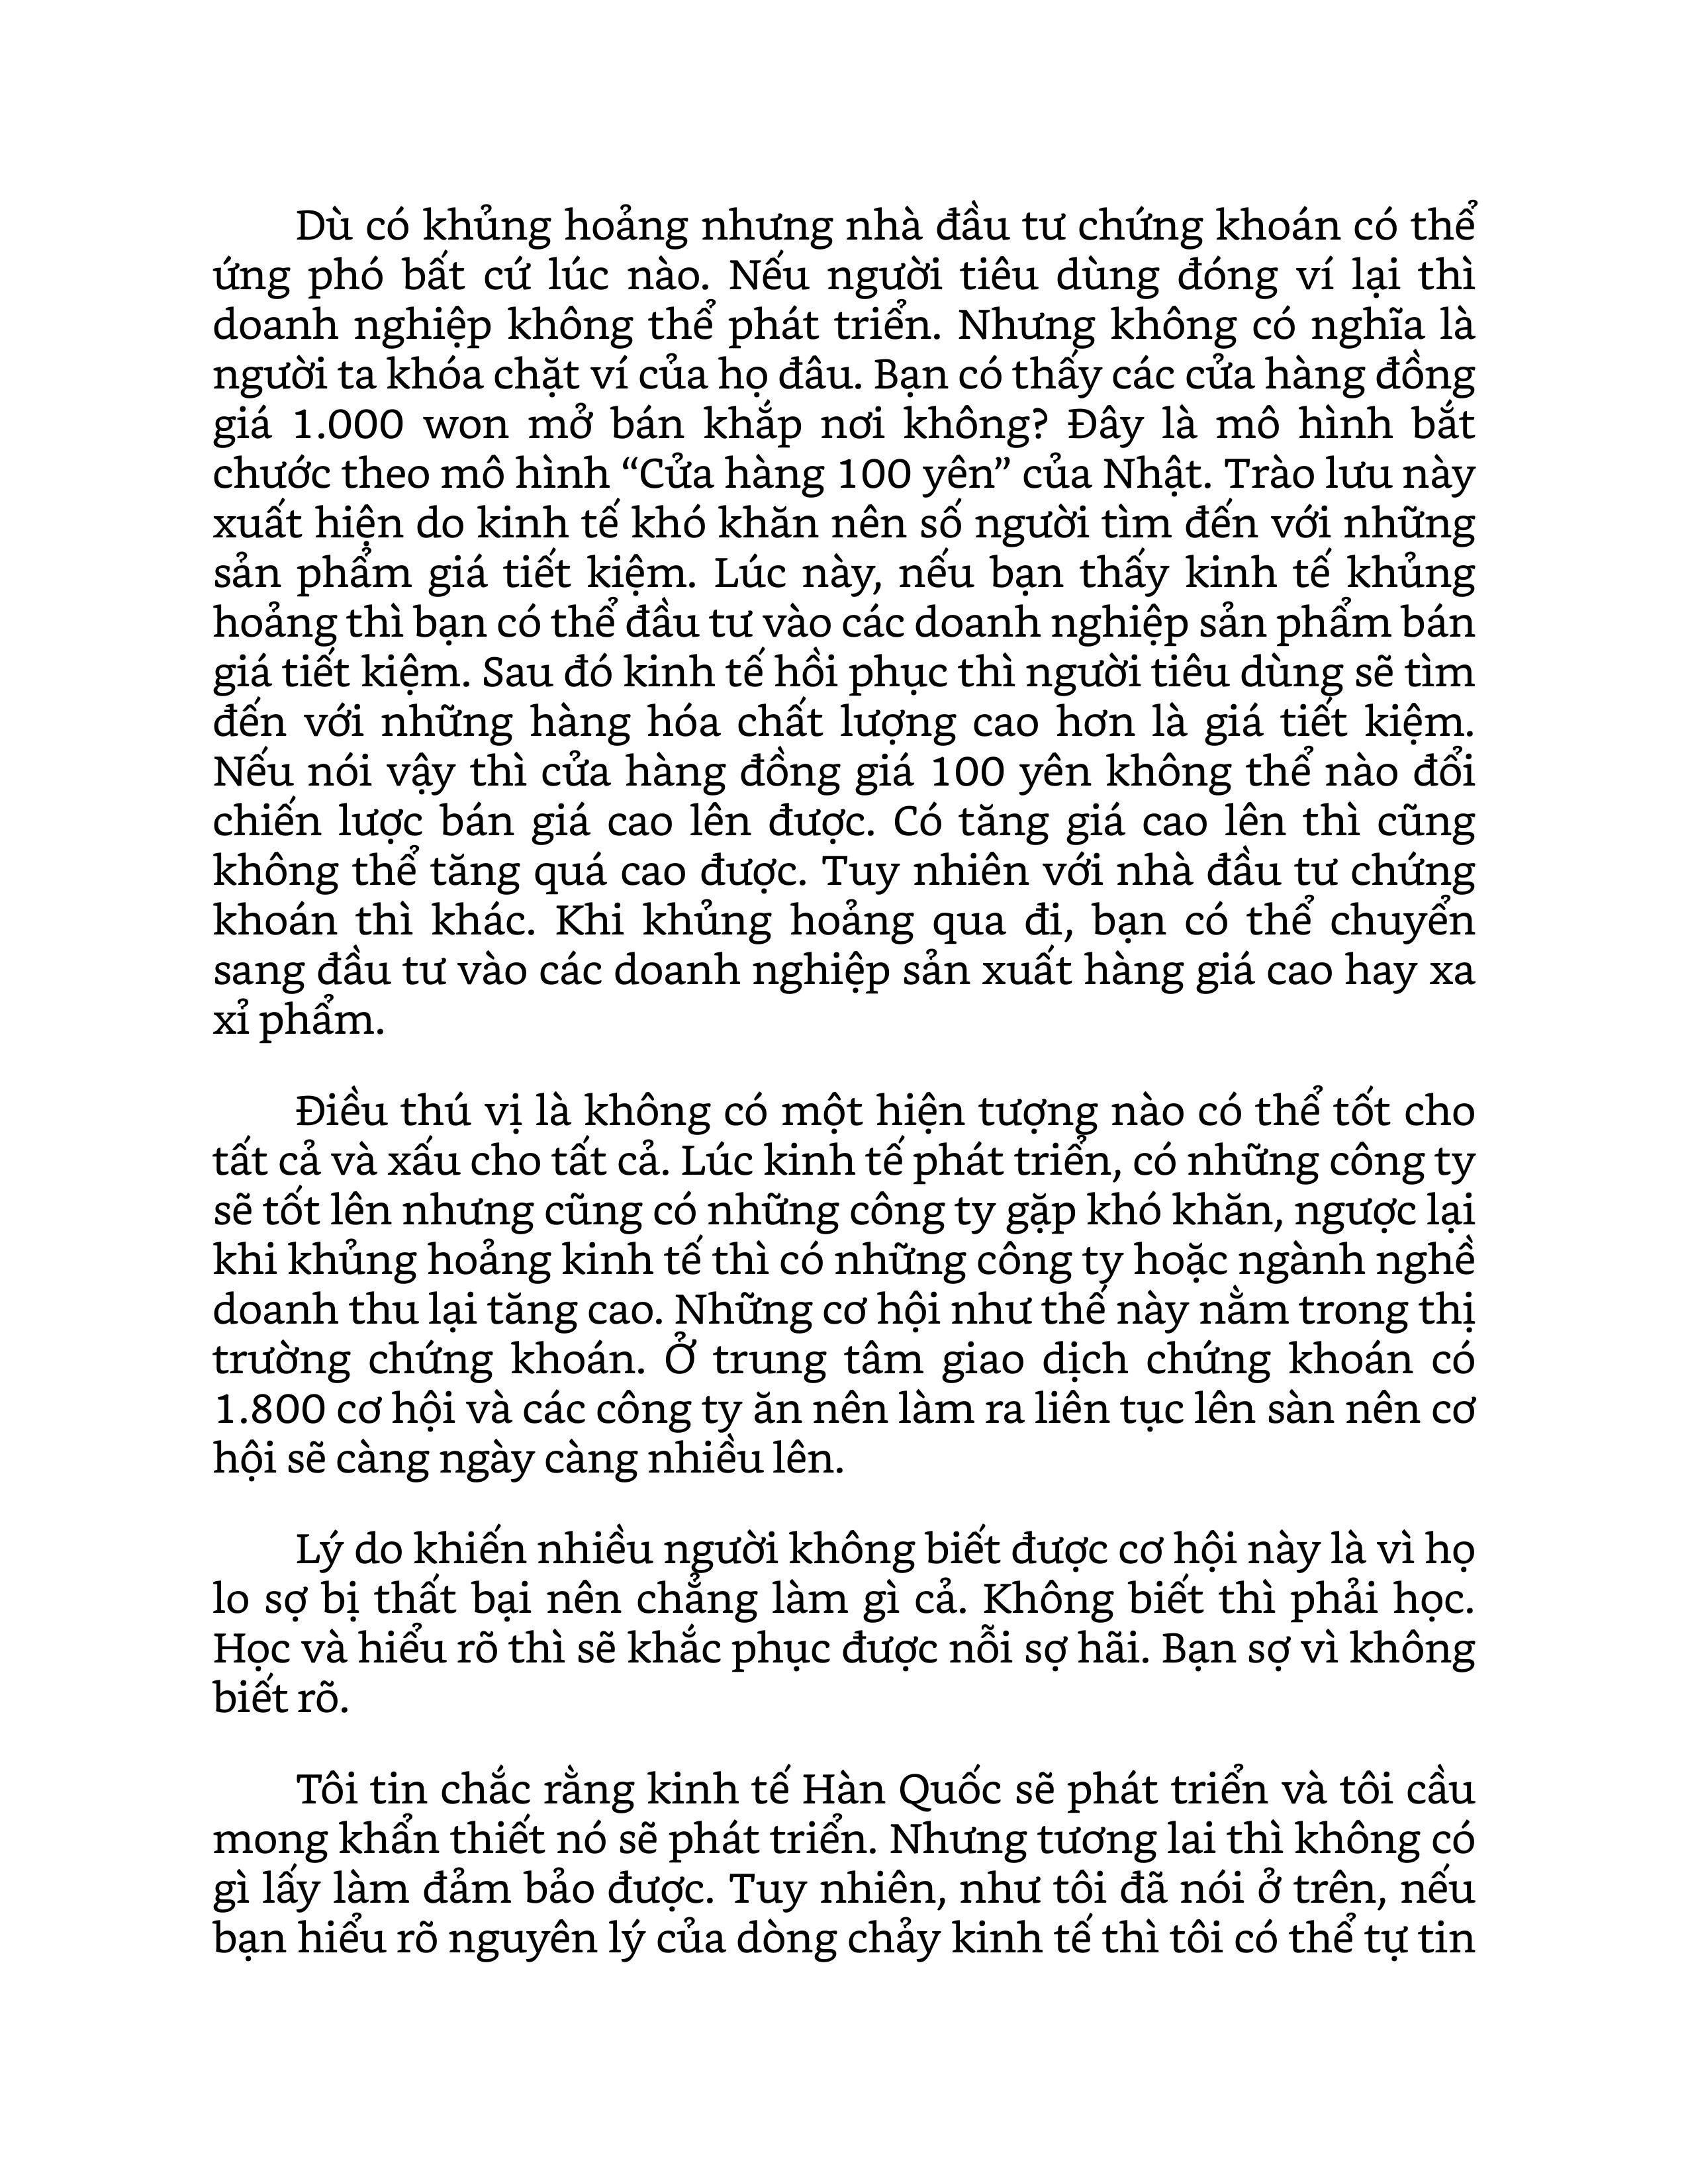 Dù có khủng hoảng nhưng nhà đầu tư chứng khoán có thể
ứng phó bất cứ lúc nào. Nếu người tiêu dùng đóng ví lại thì
doanh nghiệp không thể phát triển. Nhưng không có nghĩa là
người ta khóa chặt ví của họ đâu. Bạn có thấy các cửa hàng đồng
giá 1.000 won mở bán khắp nơi không? Đây là mô hình bắt
chước theo mô hình “Cửa hàng 100 yên” của Nhật. Trào lưu này
xuất hiện do kinh tế khó khăn nên số người tìm đến với những
sản phẩm giá tiết kiệm. Lúc này, nếu bạn thấy kinh tế khủng
hoảng thì bạn có thể đầu tư vào các doanh nghiệp sản phẩm bán
giá tiết kiệm. Sau đó kinh tế hồi phục thì người tiêu dùng sẽ tìm
đến với những hàng hóa chất lượng cao hơn là giá tiết kiệm.
Nếu nói vậy thì cửa hàng đồng giá 100 yên không thể nào đổi
chiến lược bán giá cao lên được. Có tăng giá cao lên thì cũng
không thể tăng quá cao được. Tuy nhiên với nhà đầu tư chứng
khoán thì khác. Khi khủng hoảng qua đi, bạn có thể chuyển
sang đầu tư vào các doanh nghiệp sản xuất hàng giá cao hay xa
xỉ phẩm.
Điều thú vị là không có một hiện tượng nào có thể tốt cho
tất cả và xấu cho tất cả. Lúc kinh tế phát triển, có những công ty
sẽ tốt lên nhưng cũng có những công ty gặp khó khăn, ngược lại
khi khủng hoảng kinh tế thì có những công ty hoặc ngành nghề
doanh thu lại tăng cao. Những cơ hội như thế này nằm trong thị
trường chứng khoán. Ở trung tâm giao dịch chứng khoán có
1.800 cơ hội và các công ty ăn nên làm ra liên tục lên sàn nên cơ
hội sẽ càng ngày càng nhiều lên.
Lý do khiến nhiều người không biết được cơ hội này là vì họ
lo sợ bị thất bại nên chẳng làm gì cả. Không biết thì phải học.
Học và hiểu rõ thì sẽ khắc phục được nỗi sợ hãi. Bạn sợ vì không
biết rõ.
Tôi tin chắc rằng kinh tế Hàn Quốc sẽ phát triển và tôi cầu
mong khẩn thiết nó sẽ phát triển. Nhưng tương lai thì không có
gì lấy làm đảm bảo được. Tuy nhiên, như tôi đã nói ở trên, nếu
bạn hiểu rõ nguyên lý của dòng chảy kinh tế thì tôi có thể tự tin